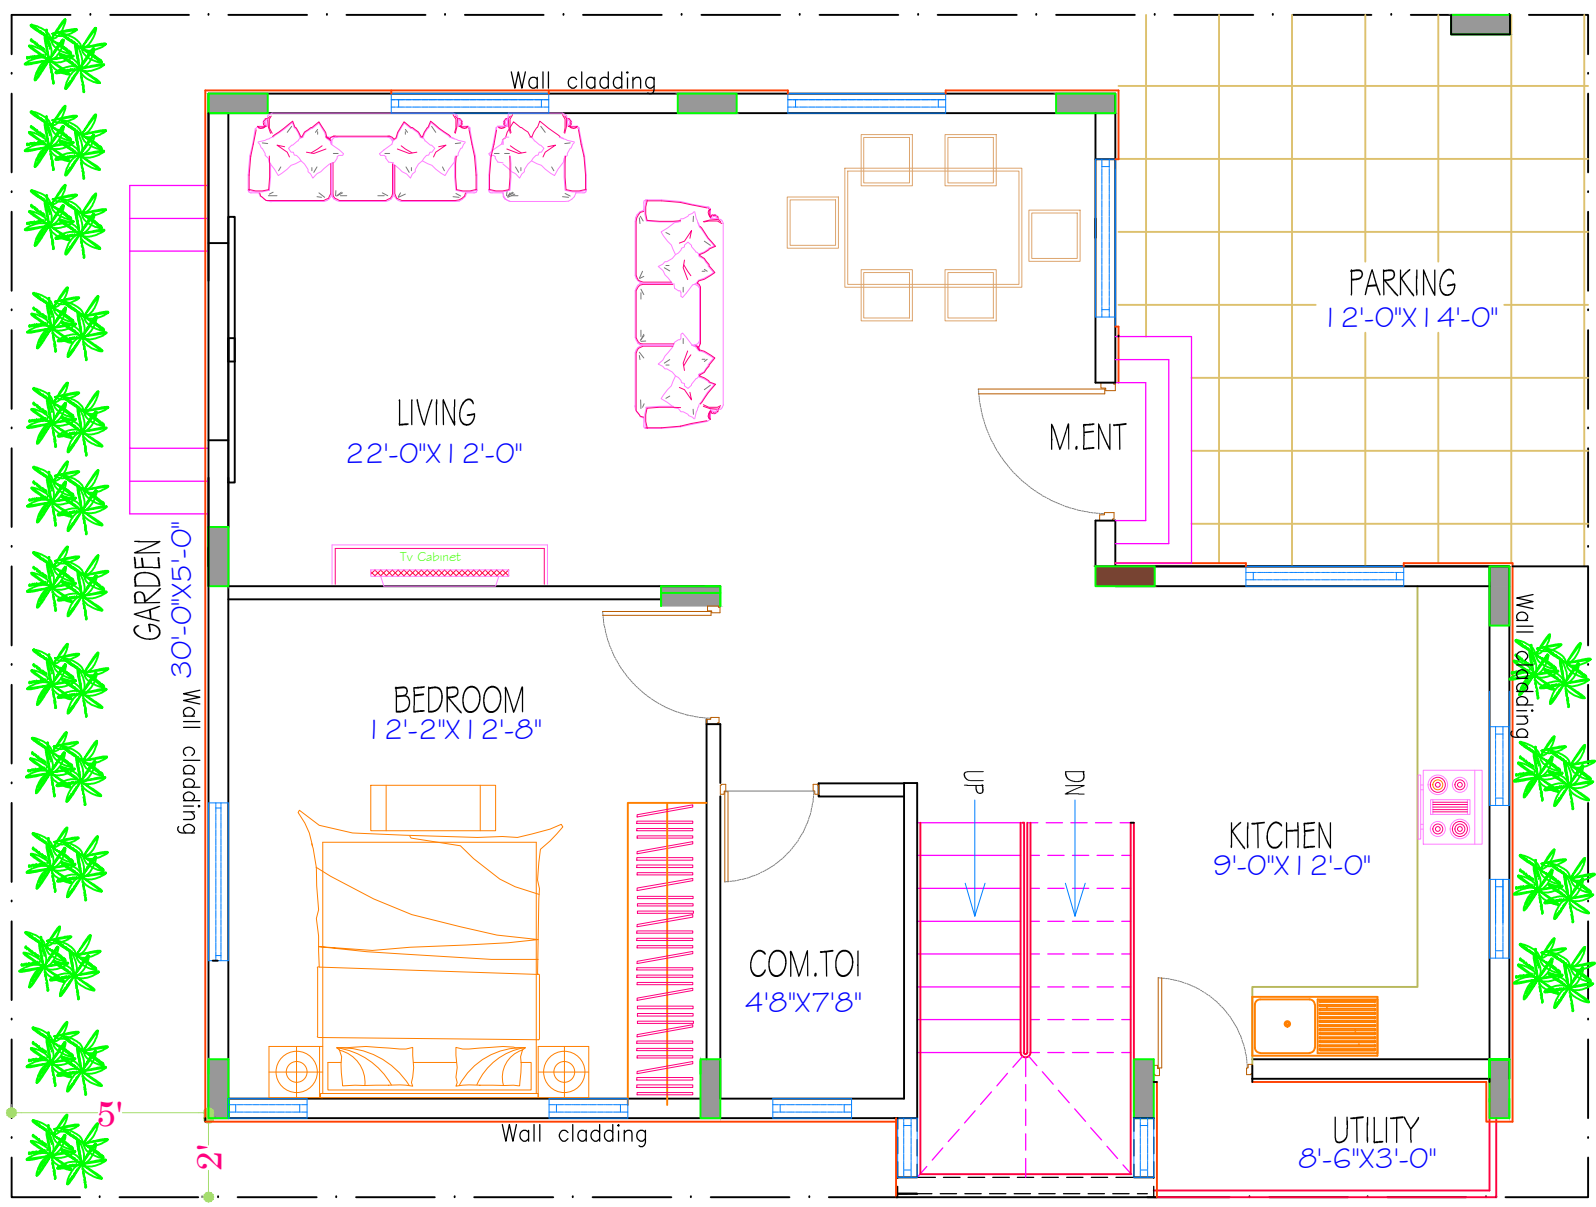 Wall cladding
PARKING
12'-0"X14'-0"
LIVING
22'-0"X12'-0"
M.ENT
Tv Cabinet
GARDEN
30'-0"X5'-0"
Wall cladding
Wall cladding
BEDROOM
12'-2"X12'-8"
UP
DN
KITCHEN
9'-0"X12'-0"
COM.TOI
4'8"X7'8"
5'
2'
Wall cladding
UTILITY
8'-6"X3'-0"